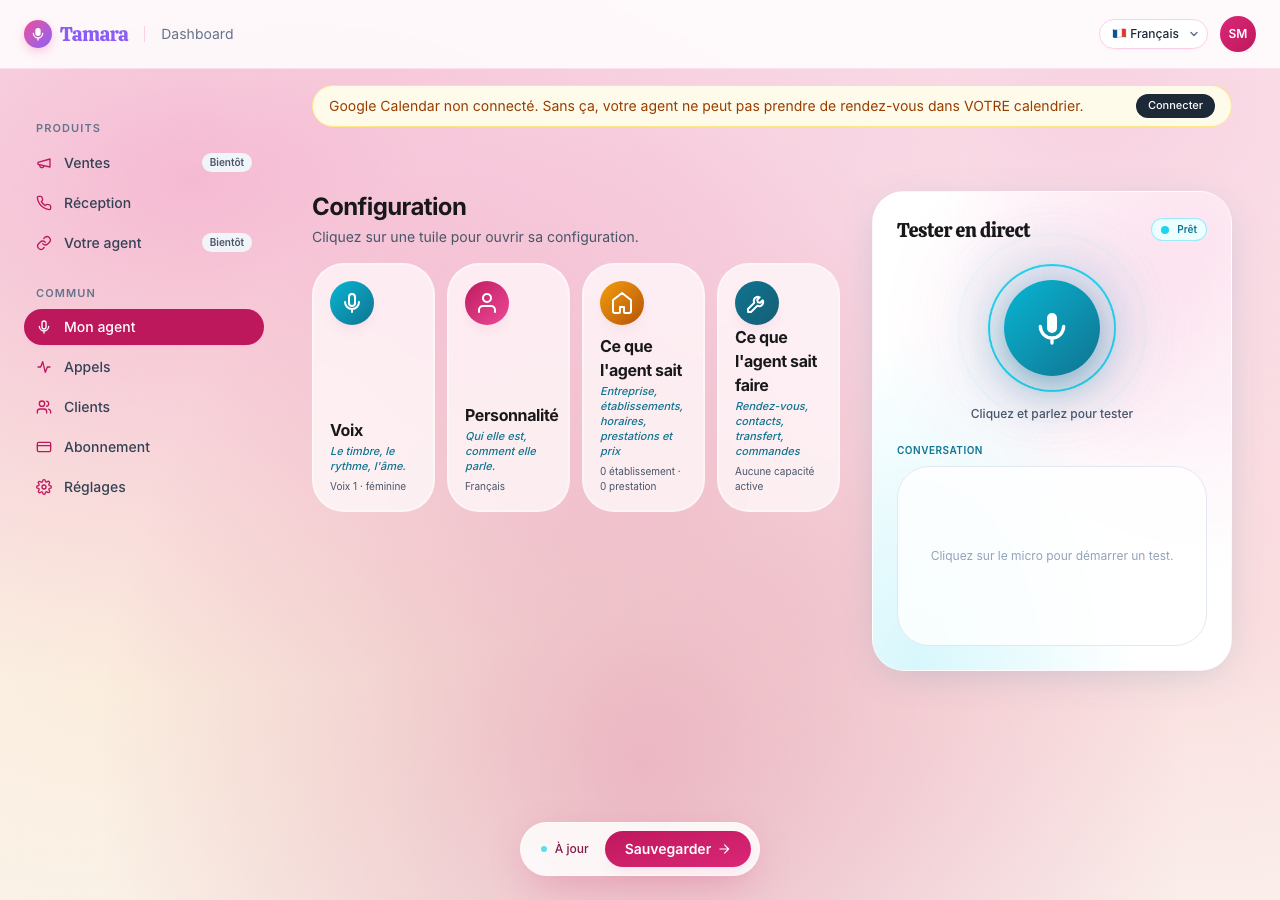 Tamara
Dashboard
Français
SM
Google Calendar non connecté. Sans ça, votre agent ne peut pas prendre de rendez-vous dans VOTRE calendrier.
Connecter
PRODUITS
Ventes
Bientôt
Réception
Votre agent
Bientôt
COMMUN
Mon agent
Appels
Clients
Abonnement
Réglages
Configuration
Cliquez sur une tuile pour ouvrir sa configuration.
Voix
Le timbre, le
rythme, l'âme.
Voix 1 · féminine
Personnalité
Qui elle est,
comment elle
parle.
Français
Ce que
l'agent sait
Entreprise,
établissements,
horaires,
prestations et
prix
0 établissement ·
0 prestation
Ce que
l'agent sait
faire
Rendez-vous,
contacts,
transfert,
commandes
Aucune capacité
active
Tester en direct
Prêt
Cliquez et parlez pour tester
CONVERSATION
Cliquez sur le micro pour démarrer un test.
À jour
Sauvegarder